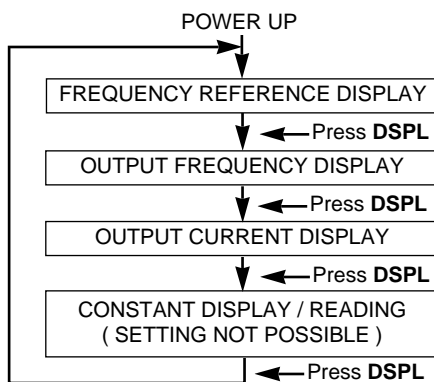 POWER UP
FREQUENCY REFERENCE DISPLAY
Press DSPL
OUTPUT FREQUENCY DISPLAY
Press DSPL
OUTPUT CURRENT DISPLAY
Press DSPL
CONSTANT DISPLAY / READING
( SETTING NOT POSSIBLE )
Press DSPL